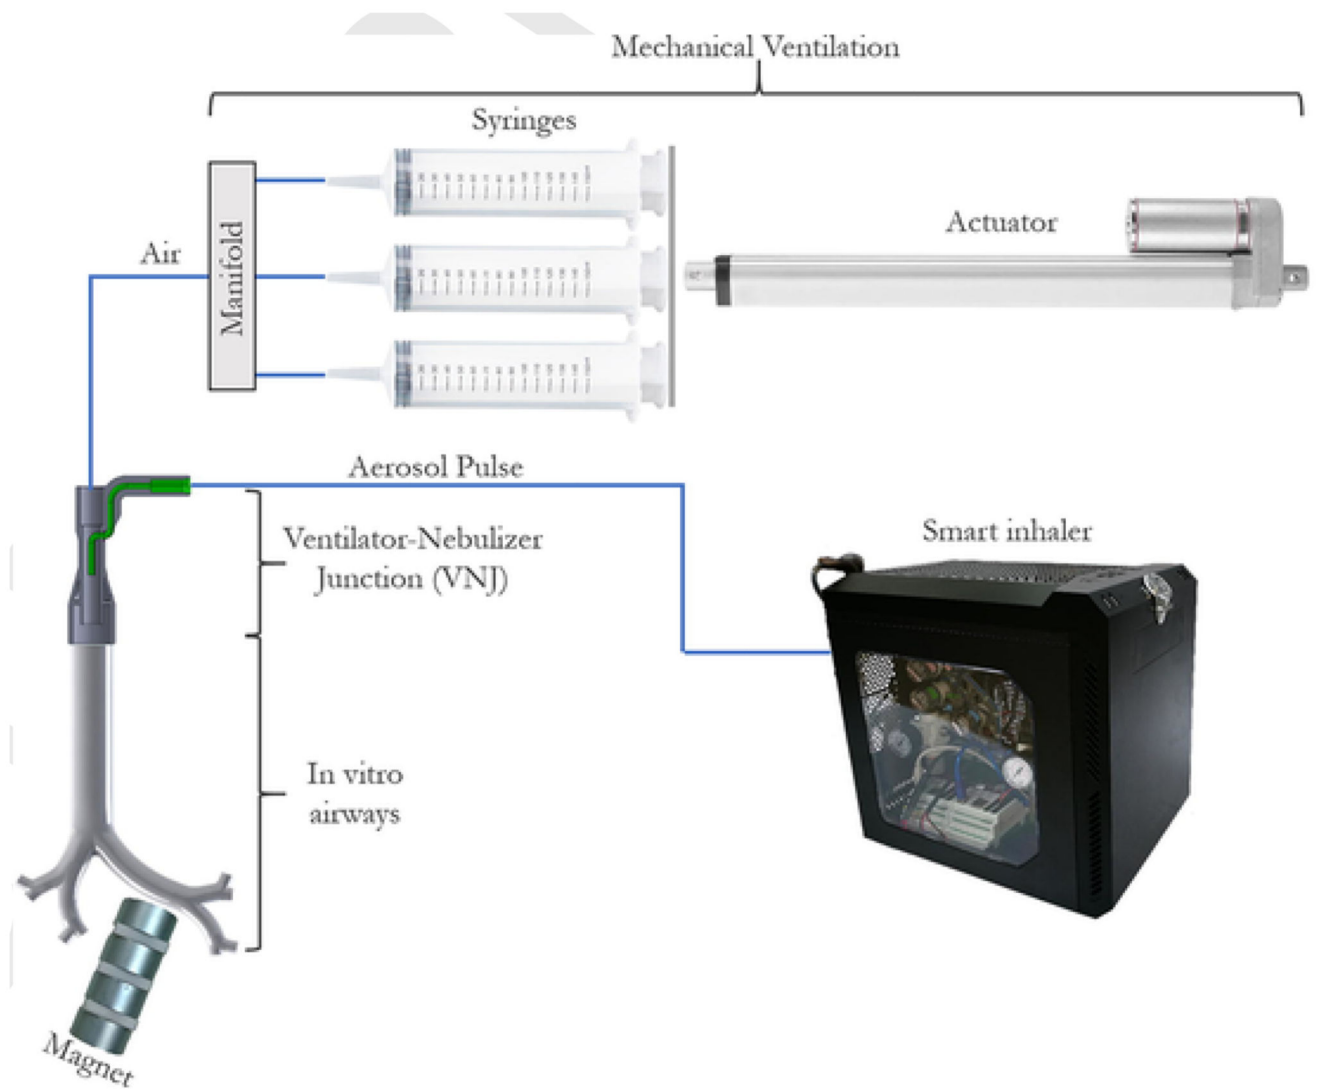 Mechanical Ventilation
Syringes
Actuator
Air
Manifold
Aerosol Pulse
Ventilator-Nebulizer
Junction (VNJ)
Smart inhaler
In vitro
airways
Magnet